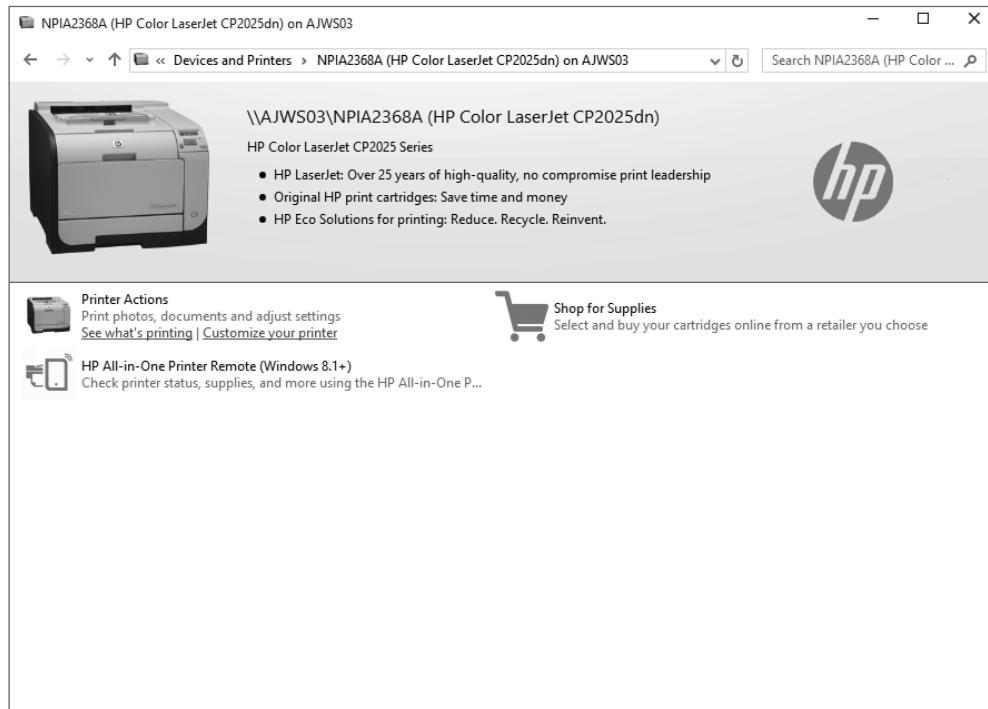 NPIA2368A (HP Color LaserJet CP2025dn) on AJWS03
« Devices and Printers › NPIA2368A (HP Color LaserJet CP2025dn) on AJWS03
Search NPIA2368A (HP Color ...
\\AJWS03\NPIA2368A (HP Color LaserJet CP2025dn)
HP Color LaserJet CP2025 Series
● HP LaserJet: Over 25 years of high-quality, no compromise print leadership
● Original HP print cartridges: Save time and money
● HP Eco Solutions for printing: Reduce. Recycle. Reinvent.
hp
Printer Actions
Print photos, documents and adjust settings
See what's printing | Customize your printer
Shop for Supplies
Select and buy your cartridges online from a retailer you choose
HP All-in-One Printer Remote (Windows 8.1+)
Check printer status, supplies, and more using the HP All-in-One P...